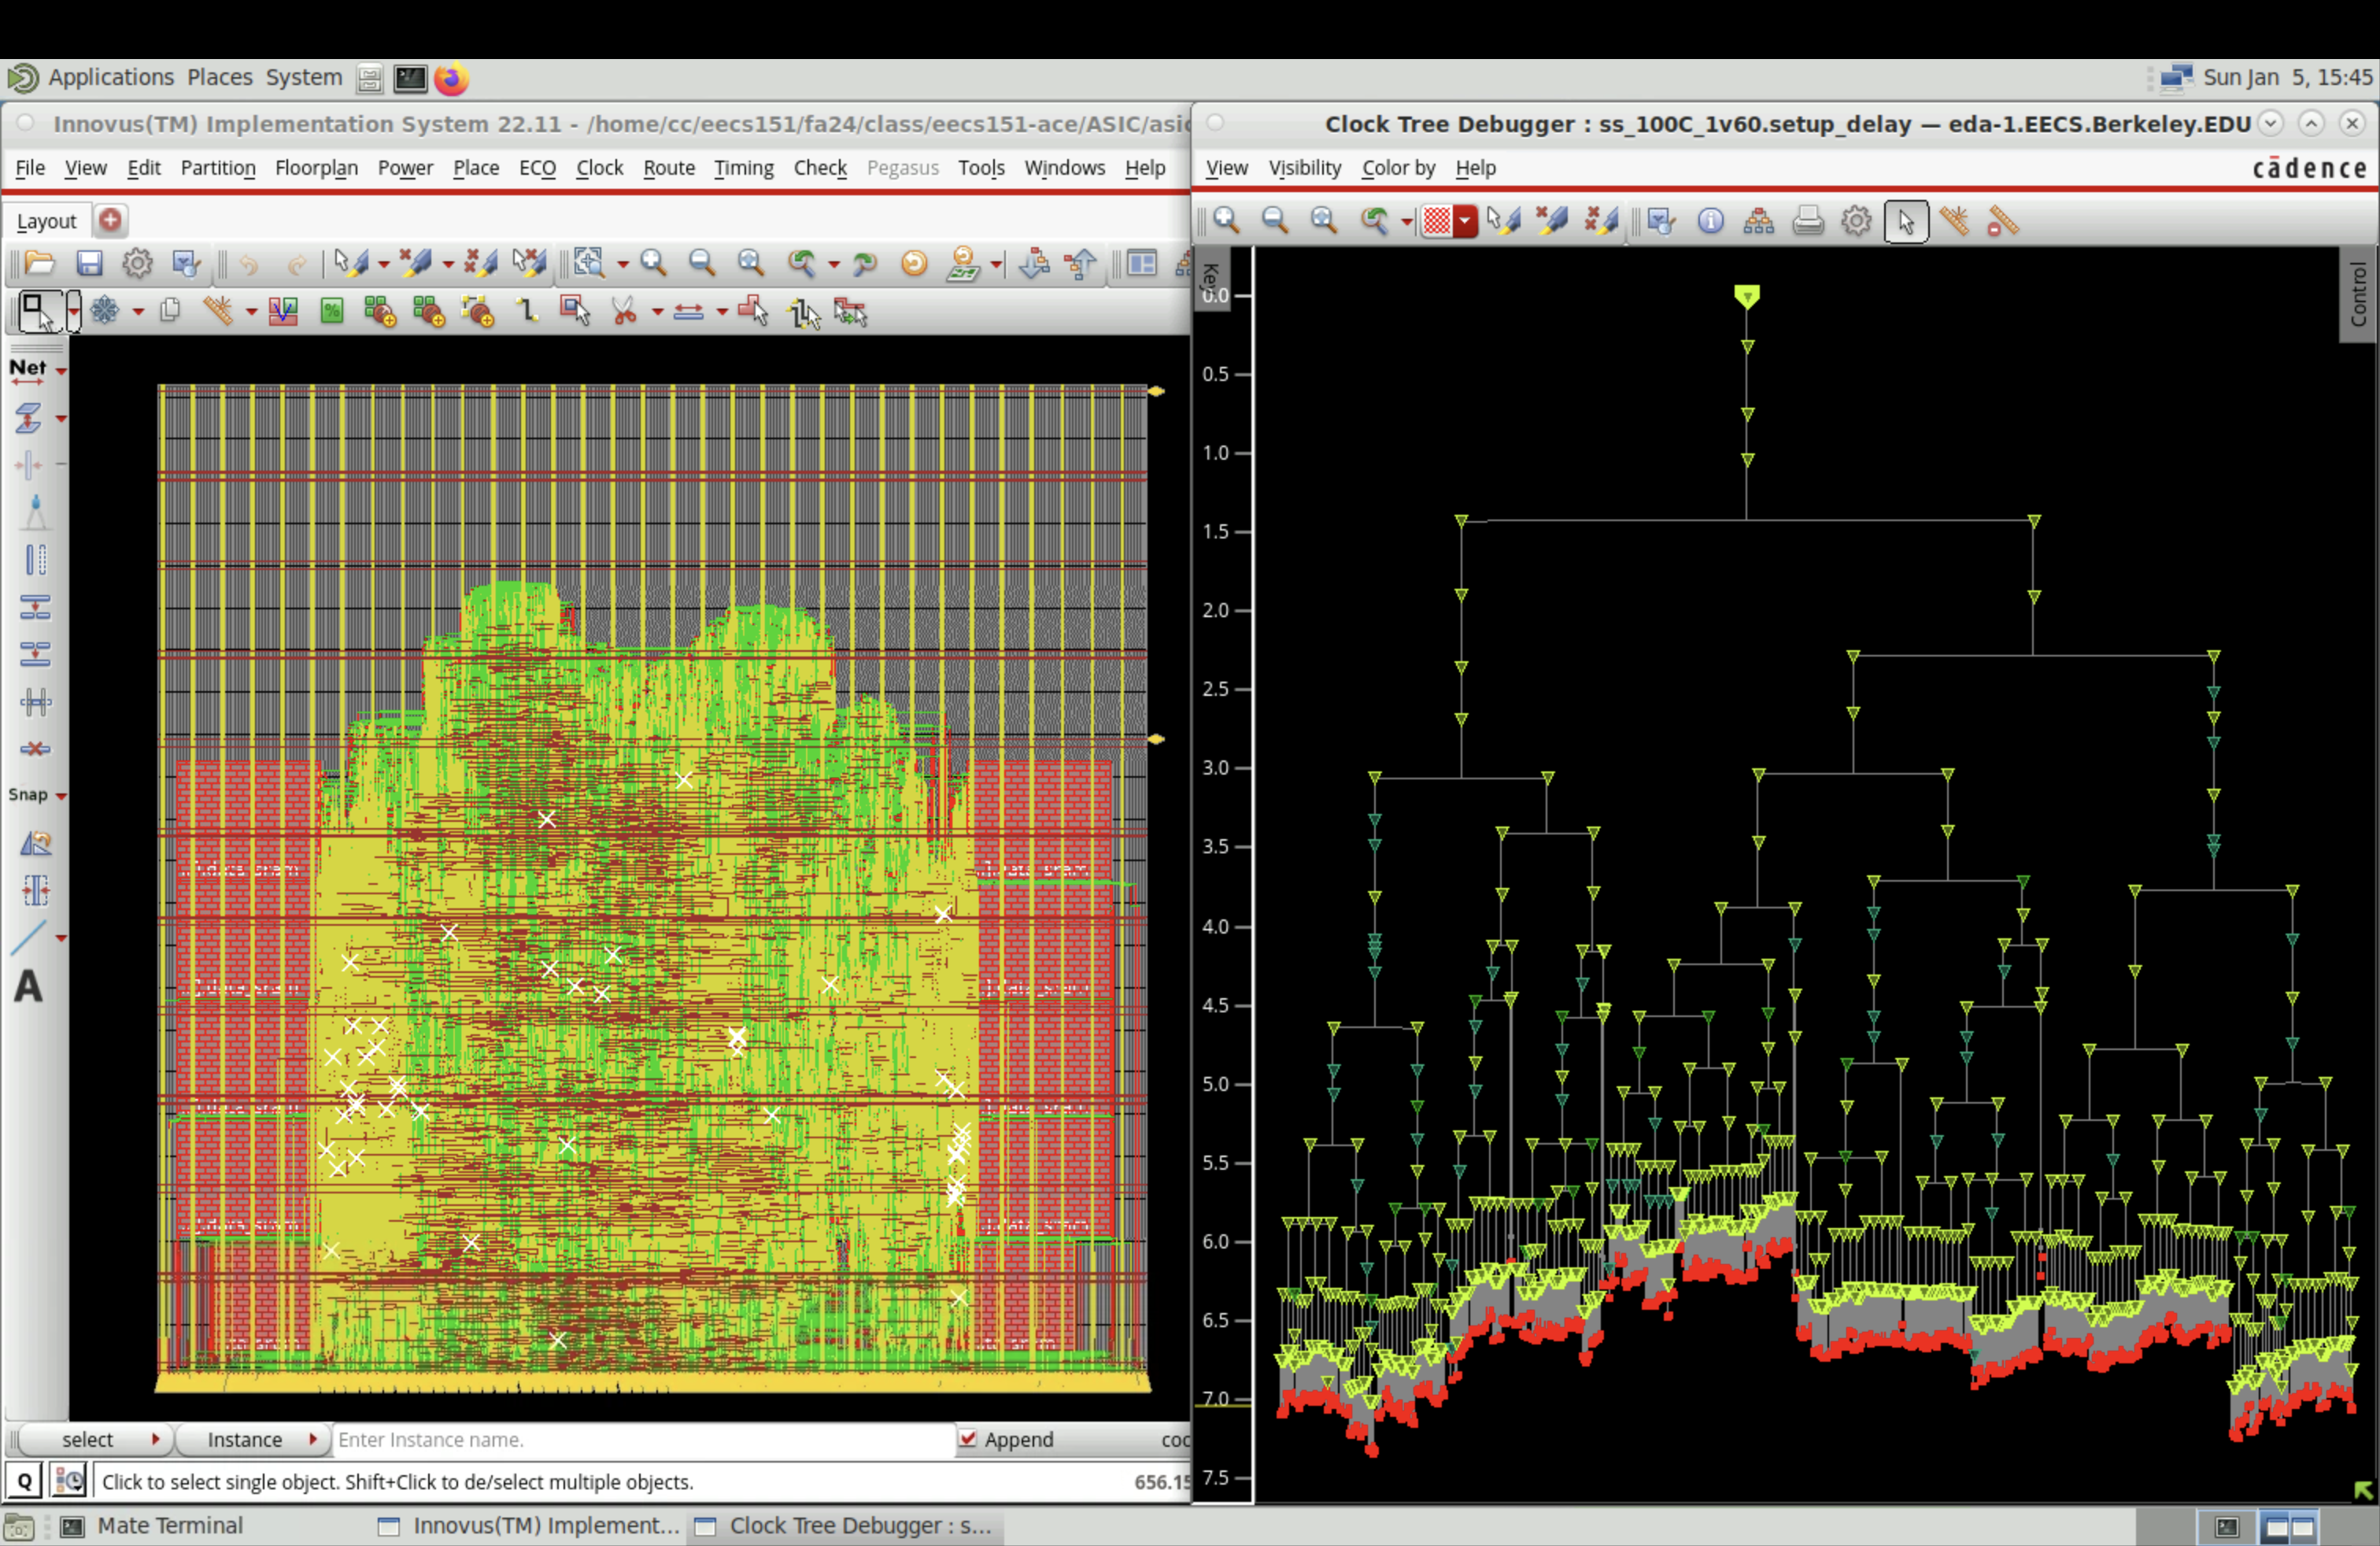 Applications Places System
Sun Jan 5, 15:45
Innovus(TM) Implementation System 22.11 - /home/cc/eecs151/fa24/class/eecs151-ace/ASIC/asic
File View Edit Partition Floorplan Power Place ECO Clock Route Timing Check Pegasus Tools Windows Help
Layout
Net
Snap
A
select
Instance
Enter Instance name.
Append
Q
Click to select single object. Shift+Click to de/select multiple objects.
656.15
Clock Tree Debugger : ss_100C_1v60.setup_delay — eda-1.EECS.Berkeley.EDU
View Visibility Color by Help
cādence
Key
Control
0.0
0.5
1.0
1.5
2.0
2.5
3.0
3.5
4.0
4.5
5.0
5.5
6.0
6.5
7.0
7.5
Mate Terminal
Innovus(TM) Implement...
Clock Tree Debugger : s...